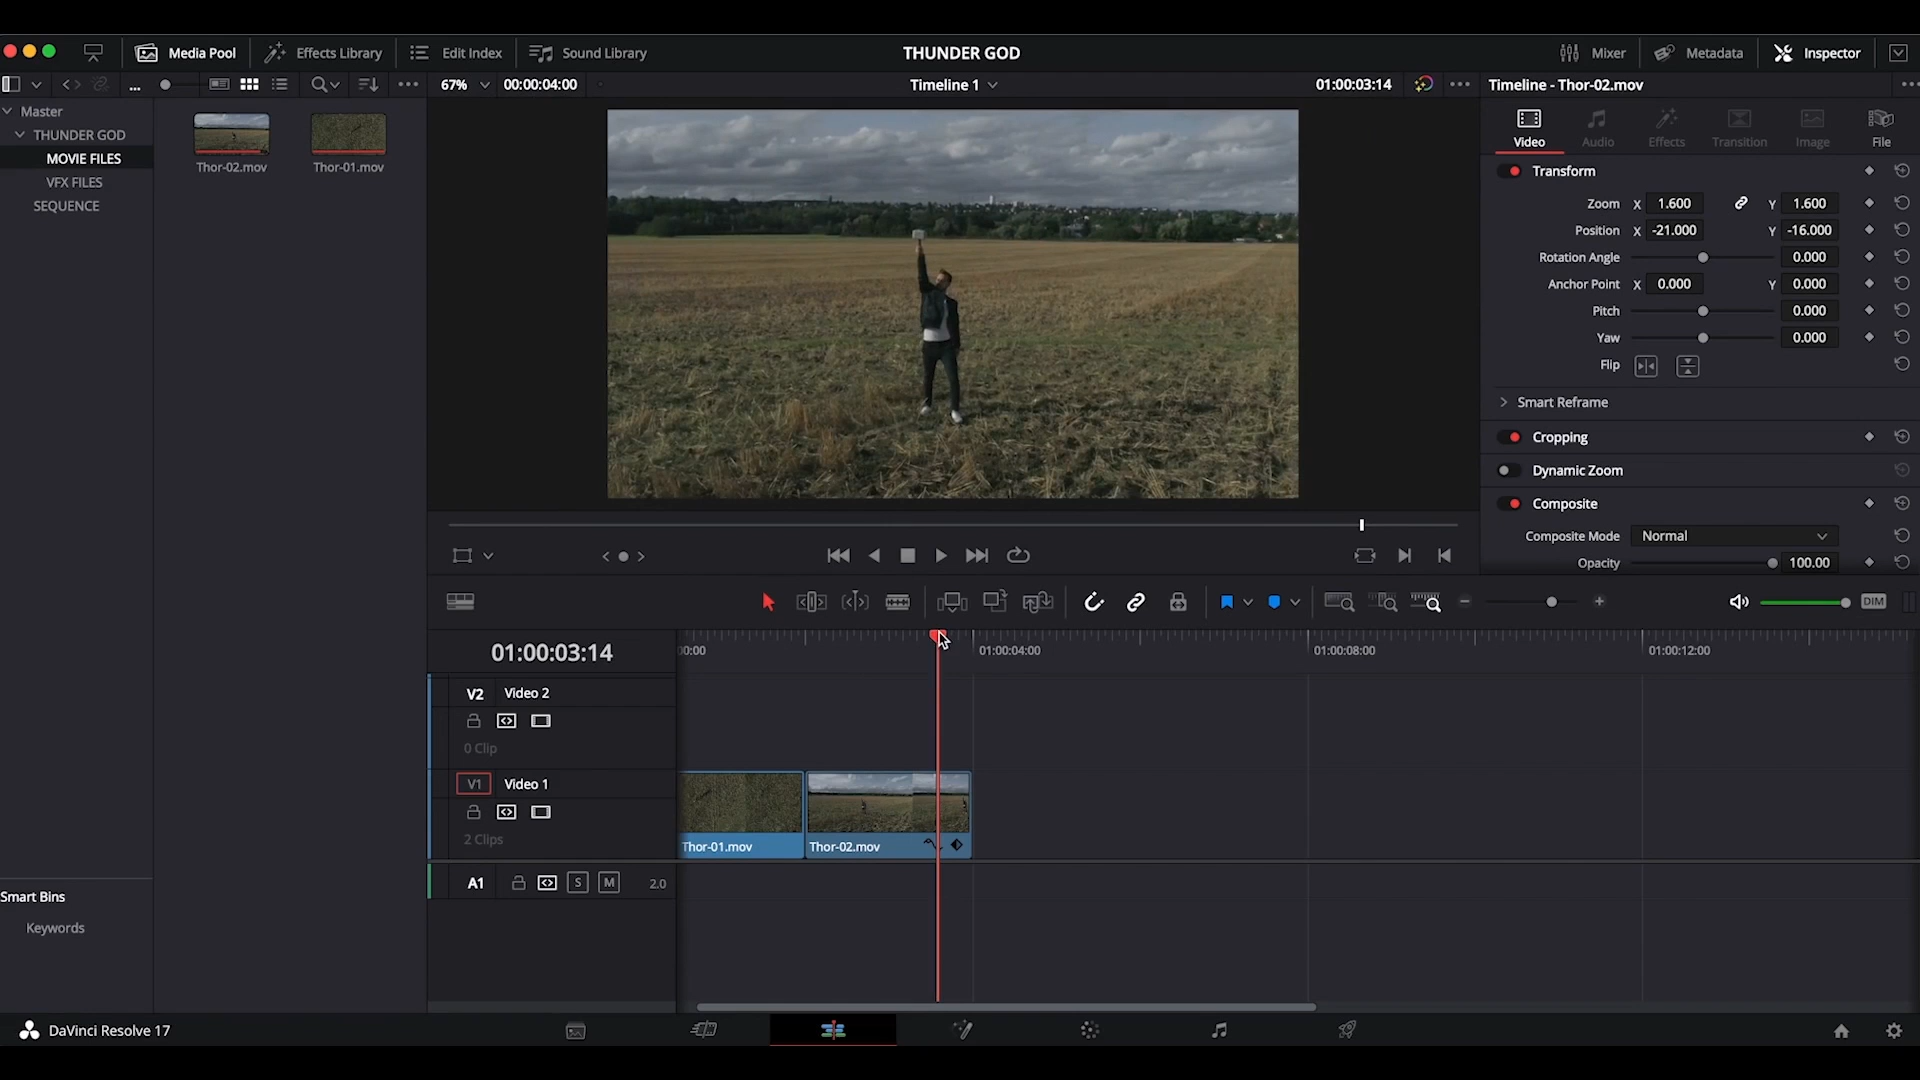 Media Pool
Effects Library
Edit Index
Sound Library
THUNDER GOD
Mixer
Metadata
Inspector
67%
00:00:04:00
Timeline 1
01:00:03:14
Timeline - Thor-02.mov
Master
THUNDER GOD
MOVIE FILES
VFX FILES
SEQUENCE
Thor-02.mov
Thor-01.mov
Video
Audio
Effects
Transition
Image
File
Transform
Zoom X 1.600 Y 1.600
Position X -21.000 Y -16.000
Rotation Angle 0.000
Anchor Point X 0.000 Y 0.000
Pitch 0.000
Yaw 0.000
Flip
Smart Reframe
Cropping
Dynamic Zoom
Composite
Composite Mode Normal
Opacity 100.00
DIM
01:00:03:14
00:00
01:00:04:00
01:00:08:00
01:00:12:00
V2 Video 2
0 Clip
V1 Video 1
2 Clips
Thor-01.mov
Thor-02.mov
A1 S M 2.0
Smart Bins
Keywords
DaVinci Resolve 17